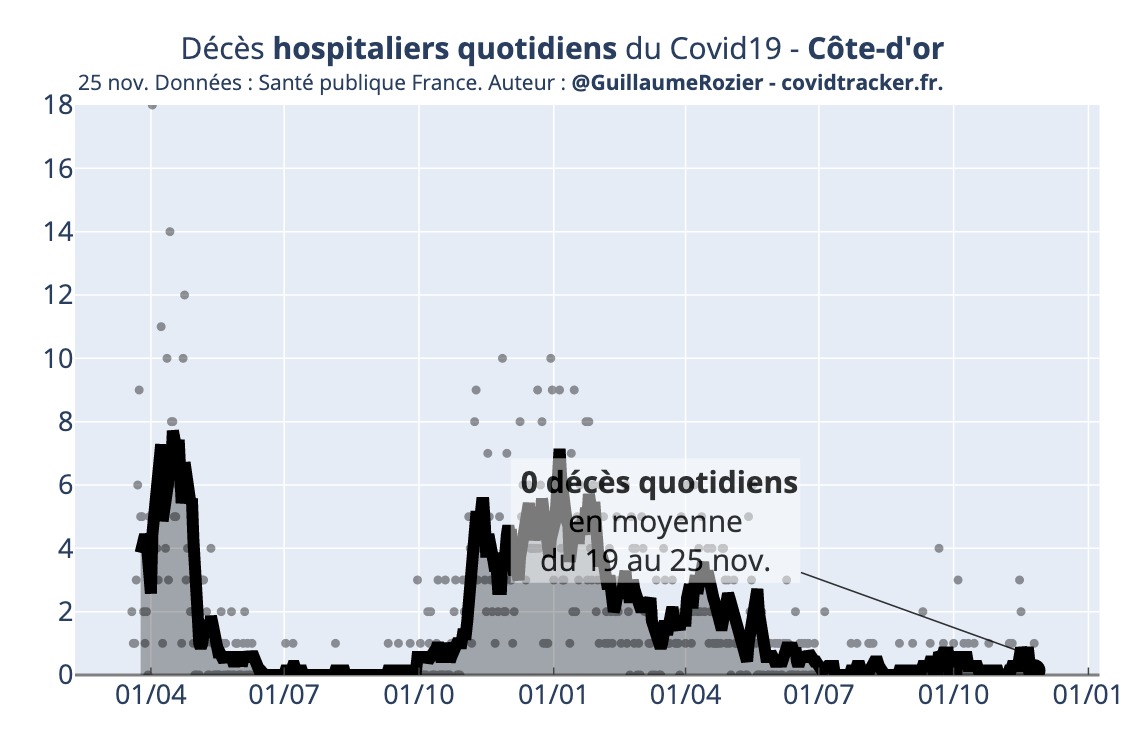 Décès hospitaliers quotidiens du Covid19 - Côte-d'or
25 nov. Données : Santé publique France. Auteur : @GuillaumeRozier - covidtracker.fr.
18
16
14
12
10
8
6
4
2
0
0 décès quotidiens
en moyenne
du 19 au 25 nov.
01/04 01/07 01/10 01/01 01/04 01/07 01/10 01/01